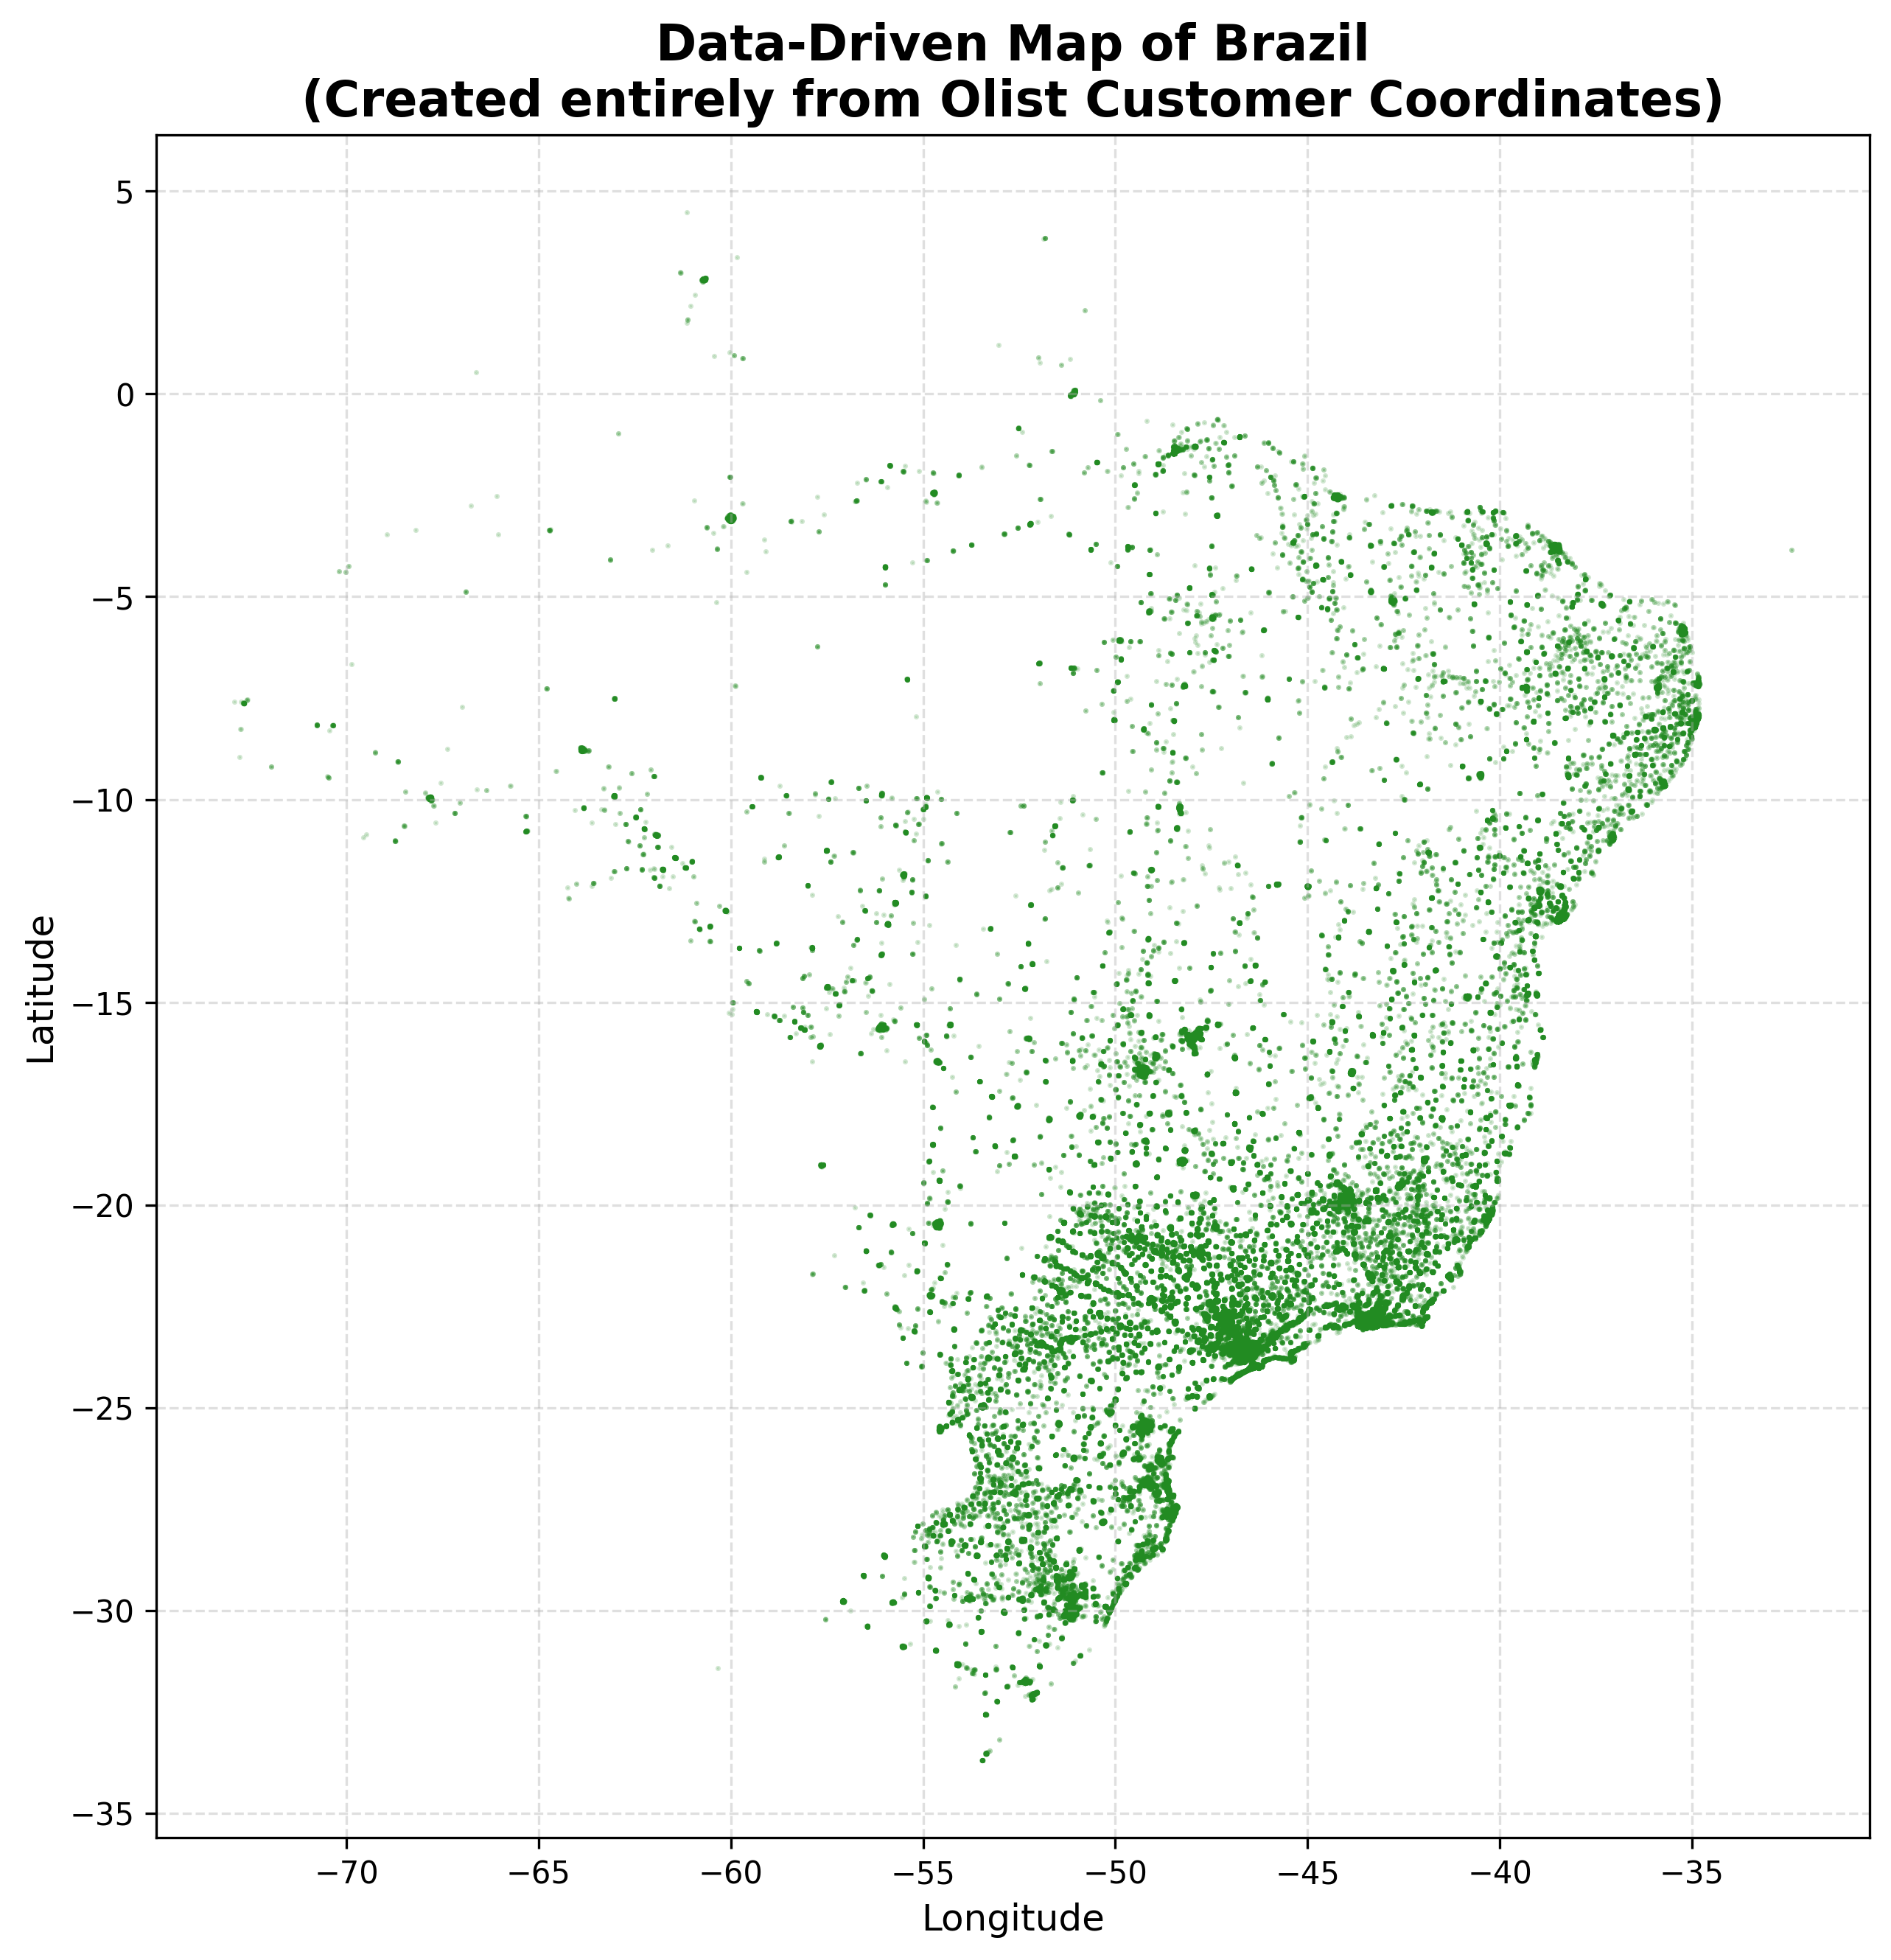 Data-Driven Map of Brazil
(Created entirely from Olist Customer Coordinates)
5
0
−5
−10
−15
−20
−25
−30
−35
Latitude
−70 −65 −60 −55 −50 −45 −40 −35
Longitude